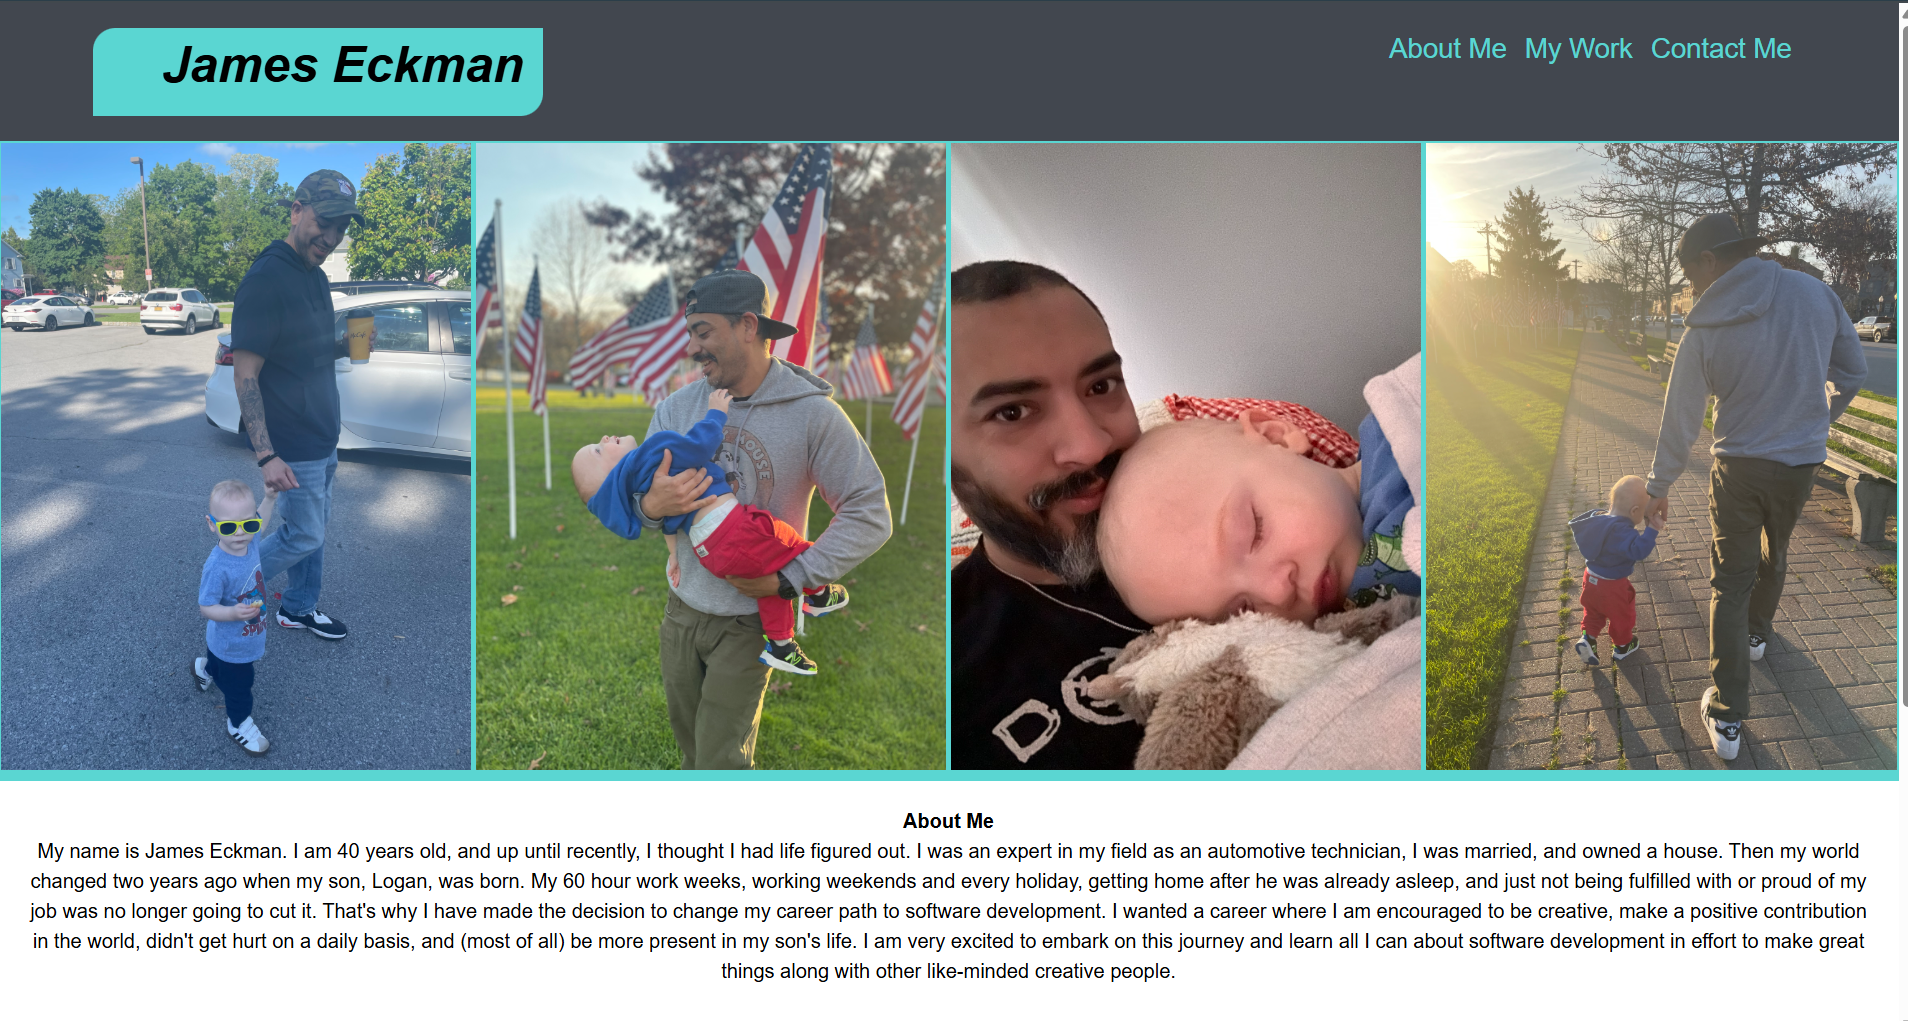 James Eckman
About Me My Work Contact Me
HOUSE
DC
About Me
My name is James Eckman. I am 40 years old, and up until recently, I thought I had life figured out. I was an expert in my field as an automotive technician, I was married, and owned a house. Then my world
changed two years ago when my son, Logan, was born. My 60 hour work weeks, working weekends and every holiday, getting home after he was already asleep, and just not being fulfilled with or proud of my
job was no longer going to cut it. That's why I have made the decision to change my career path to software development. I wanted a career where I am encouraged to be creative, make a positive contribution
in the world, didn't get hurt on a daily basis, and (most of all) be more present in my son's life. I am very excited to embark on this journey and learn all I can about software development in effort to make great
things along with other like-minded creative people.